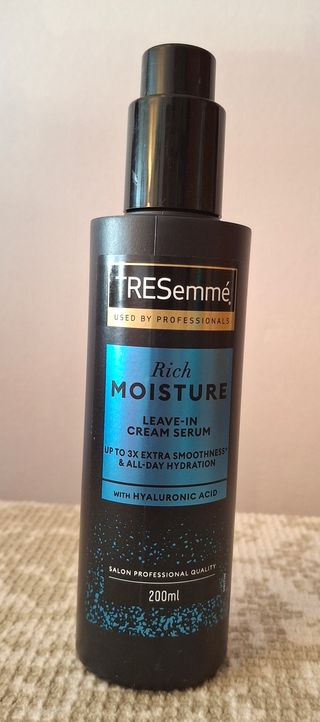 TRESemmé
USED BY PROFESSIONALS
Rich
MOISTURE
LEAVE-IN
CREAM SERUM
UP TO 3X EXTRA SMOOTHNESS*
& ALL-DAY HYDRATION
WITH HYALURONIC ACID
SALON PROFESSIONAL QUALITY
200ml